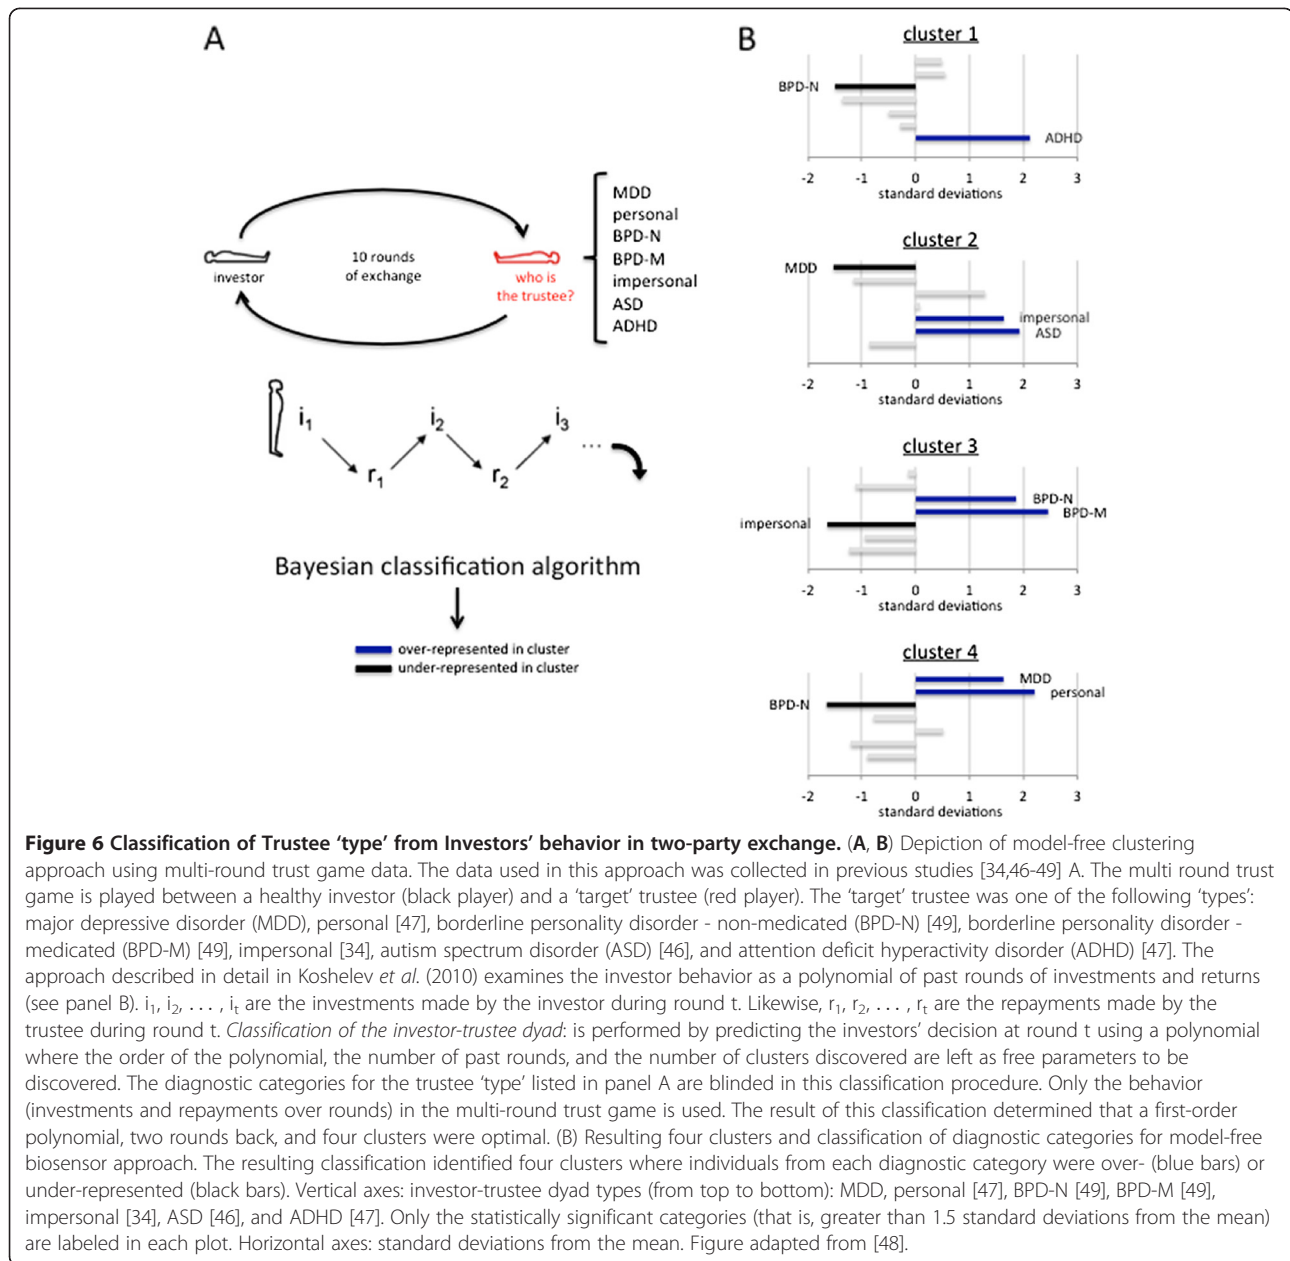 A
investor
10 rounds
of exchange
who is
the trustee?
MDD
personal
BPD-N
BPD-M
impersonal
ASD
ADHD
i1
i2
i3
...
r1
r2
Bayesian classification algorithm
over-represented in cluster
under-represented in cluster
B
cluster 1
BPD-N
ADHD
-2 -1 0 1 2 3
standard deviations
cluster 2
MDD
impersonal
ASD
-2 -1 0 1 2 3
standard deviations
cluster 3
BPD-N
BPD-M
impersonal
-2 -1 0 1 2 3
standard deviations
cluster 4
MDD
personal
BPD-N
-2 -1 0 1 2 3
standard deviations
Figure 6 Classification of Trustee ‘type’ from Investors’ behavior in two-party exchange. (A, B) Depiction of model-free clustering
approach using multi-round trust game data. The data used in this approach was collected in previous studies [34,46-49] A. The multi round trust
game is played between a healthy investor (black player) and a ‘target’ trustee (red player). The ‘target’ trustee was one of the following ‘types’:
major depressive disorder (MDD), personal [47], borderline personality disorder - non-medicated (BPD-N) [49], borderline personality disorder -
medicated (BPD-M) [49], impersonal [34], autism spectrum disorder (ASD) [46], and attention deficit hyperactivity disorder (ADHD) [47]. The
approach described in detail in Koshelev et al. (2010) examines the investor behavior as a polynomial of past rounds of investments and returns
(see panel B). i1, i2, . . . , it are the investments made by the investor during round t. Likewise, r1, r2, . . . , rt are the repayments made by the
trustee during round t. Classification of the investor-trustee dyad: is performed by predicting the investors’ decision at round t using a polynomial
where the order of the polynomial, the number of past rounds, and the number of clusters discovered are left as free parameters to be
discovered. The diagnostic categories for the trustee ‘type’ listed in panel A are blinded in this classification procedure. Only the behavior
(investments and repayments over rounds) in the multi-round trust game is used. The result of this classification determined that a first-order
polynomial, two rounds back, and four clusters were optimal. (B) Resulting four clusters and classification of diagnostic categories for model-free
biosensor approach. The resulting classification identified four clusters where individuals from each diagnostic category were over- (blue bars) or
under-represented (black bars). Vertical axes: investor-trustee dyad types (from top to bottom): MDD, personal [47], BPD-N [49], BPD-M [49],
impersonal [34], ASD [46], and ADHD [47]. Only the statistically significant categories (that is, greater than 1.5 standard deviations from the mean)
are labeled in each plot. Horizontal axes: standard deviations from the mean. Figure adapted from [48].